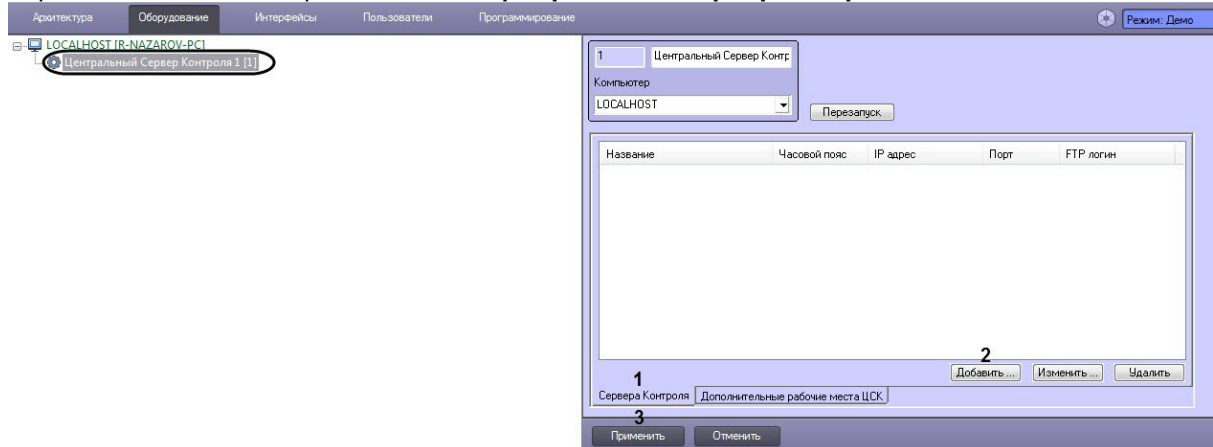 Архитектура Оборудование Интерфейсы Пользователи Программирование Режим: Демо
LOCALHOST [R-NAZAROV-PC]
Центральный Сервер Контроля 1 [1]
1 Центральный Сервер Контр
Компьютер
LOCALHOST
Перезапуск
Название Часовой пояс IP адрес Порт FTP логин
2
Добавить ... Изменить ... Удалить
1
Сервера Контроля Дополнительные рабочие места ЦСК
3
Применить Отменить